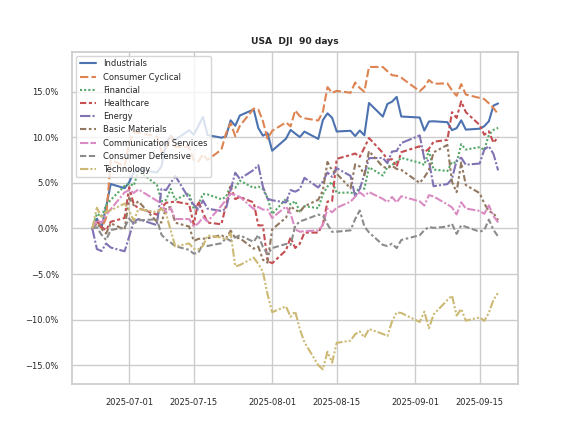 USA  DJI  90 days
Industrials
Consumer Cyclical
Financial
Healthcare
Energy
Basic Materials
Communication Services
Consumer Defensive
Technology
15.0%
10.0%
5.0%
0.0%
−5.0%
−10.0%
−15.0%
2025-07-01
2025-07-15
2025-08-01
2025-08-15
2025-09-01
2025-09-15